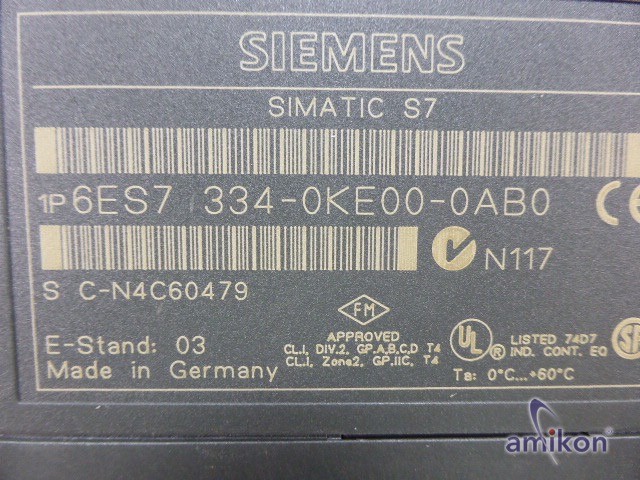 SIEMENS
SIMATIC S7
1P 6ES7 334-0KE00-0AB0
N117
S C-N4C60479
FM
APPROVED
CL.I, DIV.2, GP.A,B,C,D T4
CL.I, Zone2, GP.IIC, T4
UL ®
LISTED 74D7
IND. CONT. EQ
E-Stand: 03
Made in Germany
Ta: 0°C...+60°C
amikon